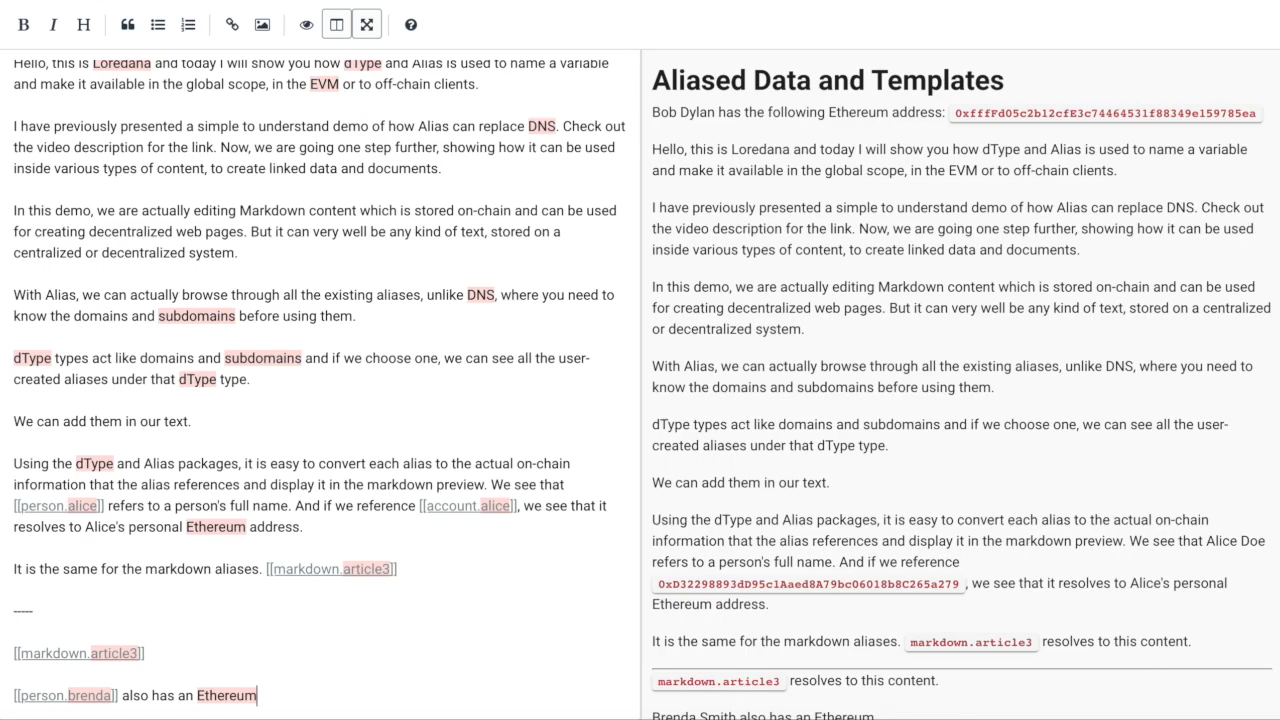 B I H
Hello, this is Loredana and today I will show you how dType and Alias is used to name a variable
and make it available in the global scope, in the EVM or to off-chain clients.
I have previously presented a simple to understand demo of how Alias can replace DNS. Check out
the video description for the link. Now, we are going one step further, showing how it can be used
inside various types of content, to create linked data and documents.
In this demo, we are actually editing Markdown content which is stored on-chain and can be used
for creating decentralized web pages. But it can very well be any kind of text, stored on a
centralized or decentralized system.
With Alias, we can actually browse through all the existing aliases, unlike DNS, where you need to
know the domains and subdomains before using them.
dType types act like domains and subdomains and if we choose one, we can see all the user-
created aliases under that dType type.
We can add them in our text.
Using the dType and Alias packages, it is easy to convert each alias to the actual on-chain
information that the alias references and display it in the markdown preview. We see that
[[person.alice]] refers to a person's full name. And if we reference [[account.alice]], we see that it
resolves to Alice's personal Ethereum address.
It is the same for the markdown aliases. [[markdown.article3]]
-----
[[markdown.article3]]
[[person.brenda]] also has an Ethereum
Aliased Data and Templates
Bob Dylan has the following Ethereum address: 0xfffFd05c2b12cfE3c74464531f88349e159785ea
Hello, this is Loredana and today I will show you how dType and Alias is used to name a variable
and make it available in the global scope, in the EVM or to off-chain clients.
I have previously presented a simple to understand demo of how Alias can replace DNS. Check out
the video description for the link. Now, we are going one step further, showing how it can be used
inside various types of content, to create linked data and documents.
In this demo, we are actually editing Markdown content which is stored on-chain and can be used
for creating decentralized web pages. But it can very well be any kind of text, stored on a centralized
or decentralized system.
With Alias, we can actually browse through all the existing aliases, unlike DNS, where you need to
know the domains and subdomains before using them.
dType types act like domains and subdomains and if we choose one, we can see all the user-
created aliases under that dType type.
We can add them in our text.
Using the dType and Alias packages, it is easy to convert each alias to the actual on-chain
information that the alias references and display it in the markdown preview. We see that Alice Doe
refers to a person's full name. And if we reference
0xD32298893dD95c1Aaed8A79bc06018b8C265a279, we see that it resolves to Alice's personal
Ethereum address.
It is the same for the markdown aliases. markdown.article3 resolves to this content.
markdown.article3 resolves to this content.
Brenda Smith also has an Ethereum